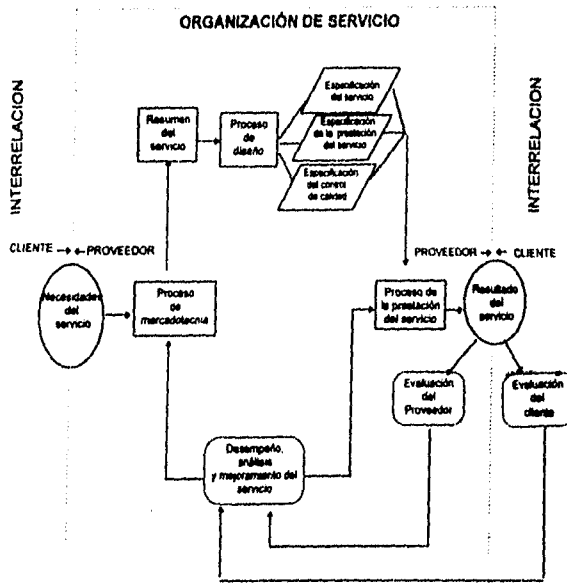 ORGANIZACIÓN DE SERVICIO
INTERRELACION
INTERRELACION
Especificación
del servicio
Resumen
del
servicio
Proceso
de
diseño
Especificación
de la prestación
del servicio
Especificación
del control
de calidad
CLIENTE
PROVEEDOR
PROVEEDOR
CLIENTE
Necesidades
del
servicio
Proceso
de
mercadotecnia
Proceso de
la prestación
del servicio
Resultado
del
servicio
Evaluación
del
Proveedor
Evaluación
del
cliente
Desempeño,
análisis
y mejoramiento del
servicio